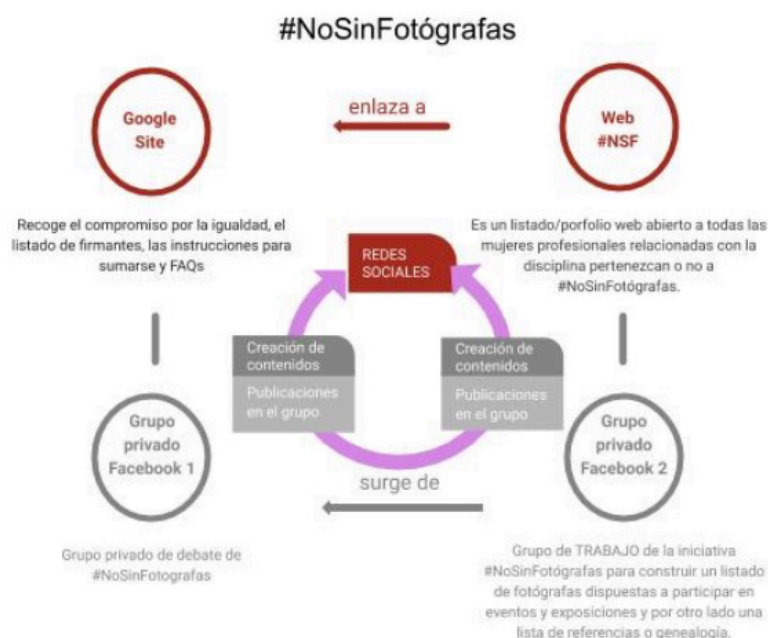 #NoSinFotógrafas
Google
Site
enlaza a
Web
#NSF
Recoge el compromiso por la igualdad, el
listado de firmantes, las instrucciones para
sumarse y FAQs
Es un listado/porfolio web abierto a todas las
mujeres profesionales relacionadas con la
disciplina pertenezcan o no a
#NoSinFotógrafas.
REDES
SOCIALES
Creación de
contenidos
Publicaciones
en el grupo
Creación de
contenidos
Publicaciones
en el grupo
Grupo
privado
Facebook 1
surge de
Grupo
privado
Facebook 2
Grupo privado de debate de
#NoSinFotografas
Grupo de TRABAJO de la iniciativa
#NoSinFotógrafas para construir un listado
de fotógrafas dispuestas a participar en
eventos y exposiciones y por otro lado una
lista de referencias o genealogía.